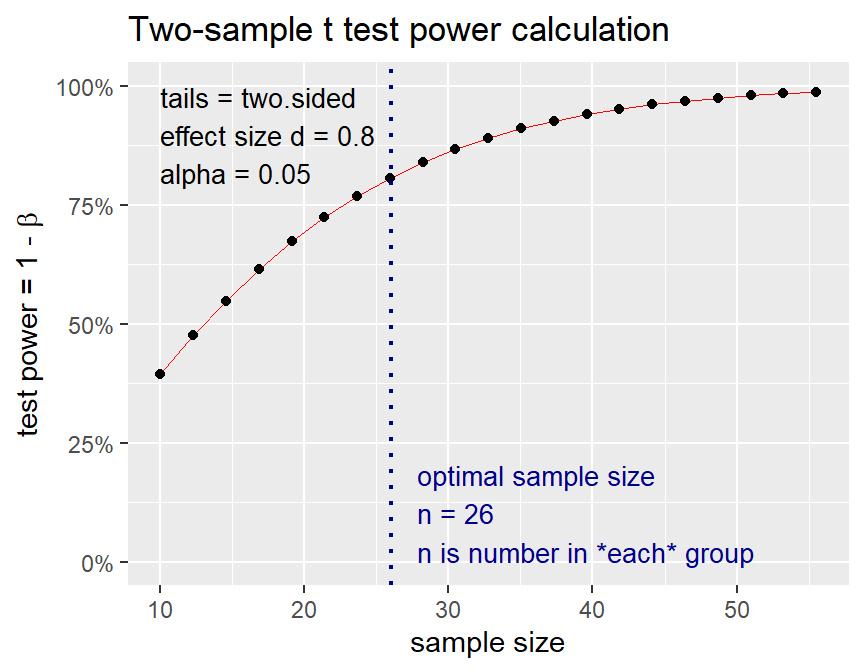 Two-sample t test power calculation
100%
75%
50%
25%
0%
test power = 1 - β
tails = two.sided
effect size d = 0.8
alpha = 0.05
optimal sample size
n = 26
n is number in *each* group
10 20 30 40 50
sample size